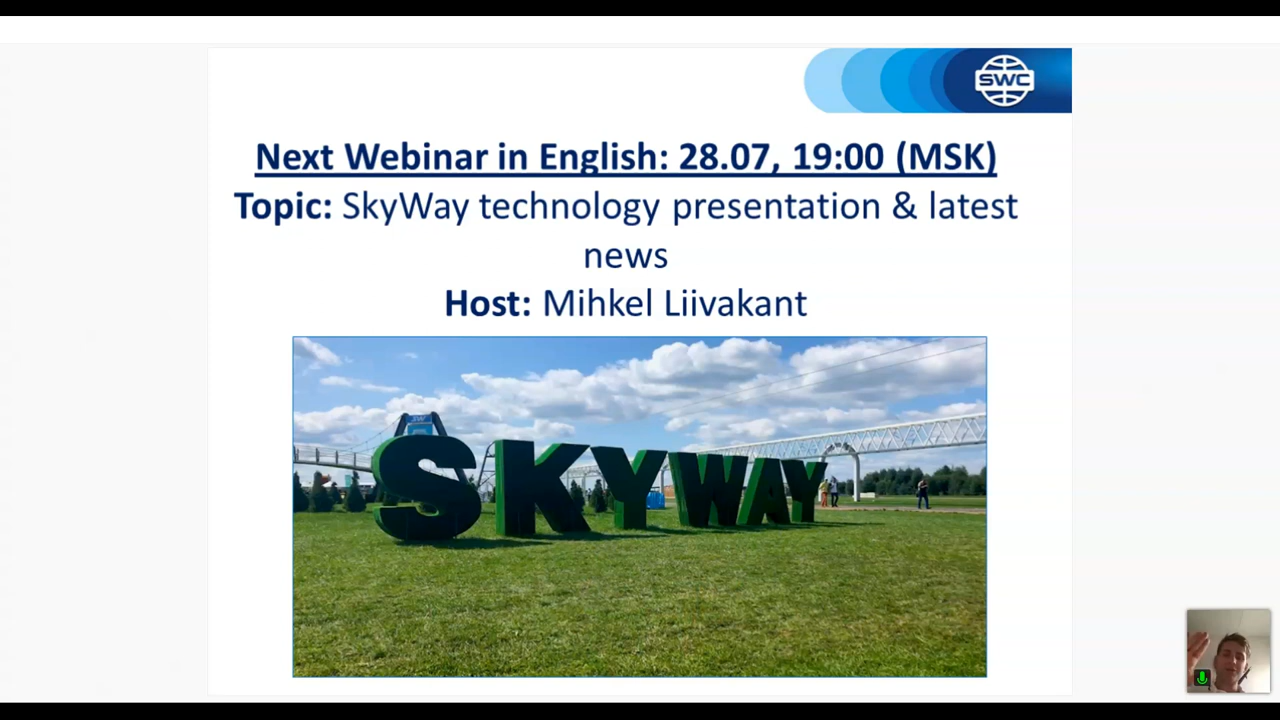 SWC
Next Webinar in English: 28.07, 19:00 (MSK)
Topic: SkyWay technology presentation & latest
news
Host: Mihkel Liivakant
SKYWAY